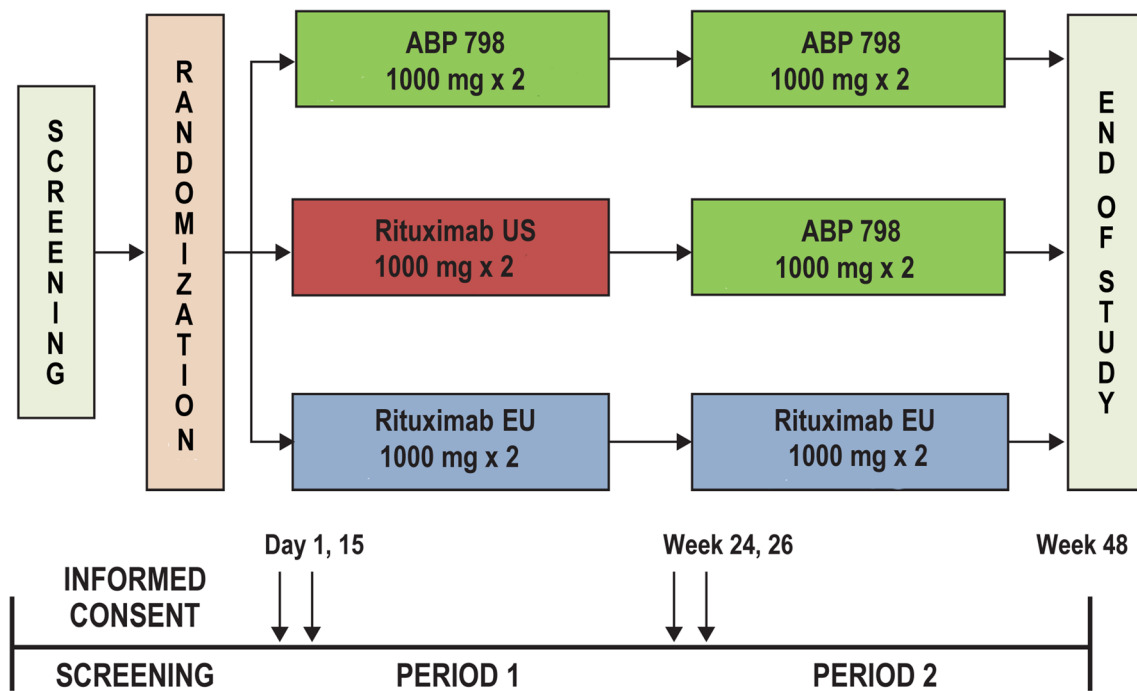 SCREENING
RANDOMIZATION
ABP 798
1000 mg x 2
ABP 798
1000 mg x 2
Rituximab US
1000 mg x 2
ABP 798
1000 mg x 2
Rituximab EU
1000 mg x 2
Rituximab EU
1000 mg x 2
END OF STUDY
Day 1, 15
Week 24, 26
Week 48
INFORMED
CONSENT
SCREENING
PERIOD 1
PERIOD 2